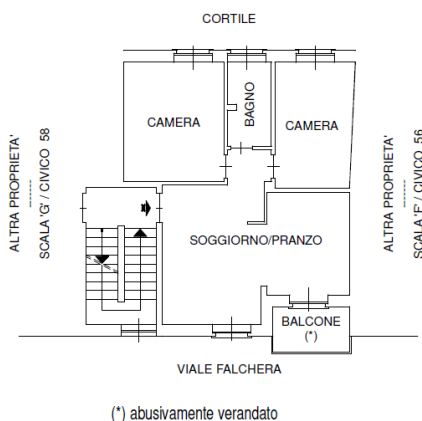 CORTILE
CAMERA
BAGNO
CAMERA
ALTRA PROPRIETA'
-------
SCALA 'G' / CIVICO 58
ALTRA PROPRIETA'
-------
SCALA 'E' / CIVICO 56
SOGGIORNO/PRANZO
BALCONE
(*)
VIALE FALCHERA
(*) abusivamente verandato